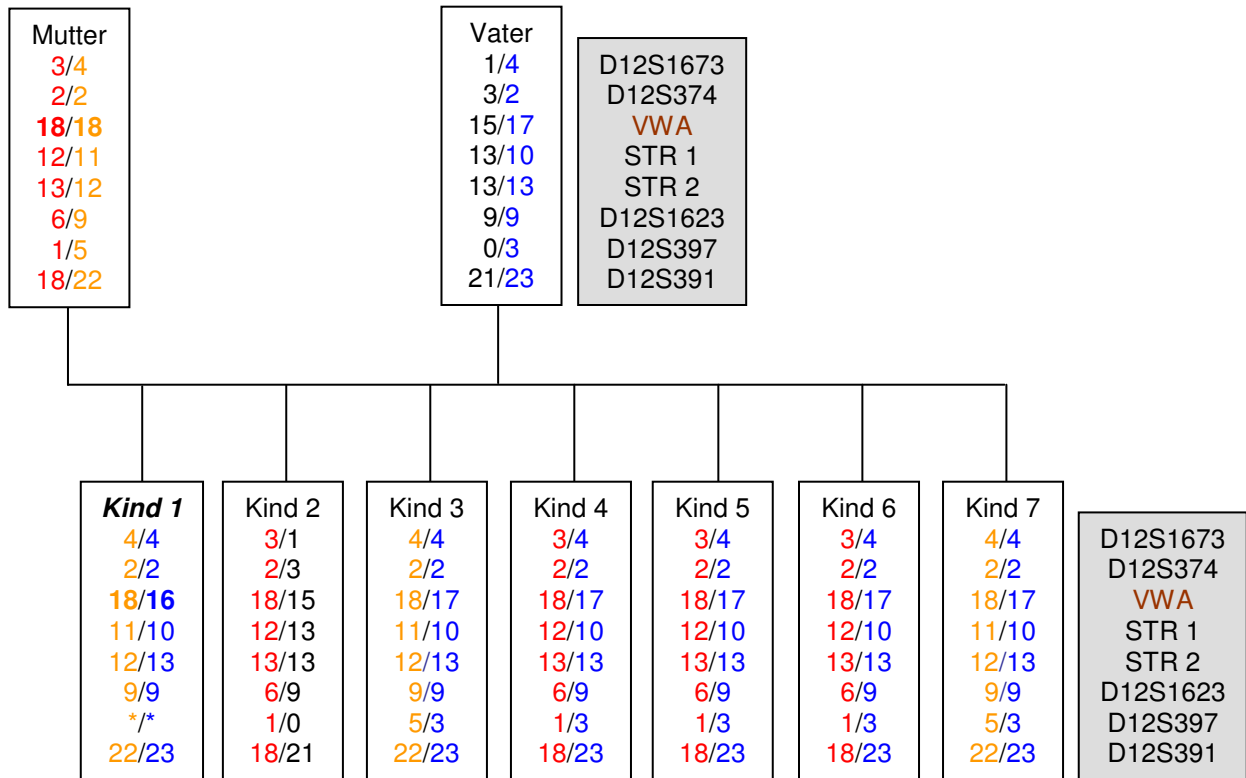 Mutter
3/4
2/2
18/18
12/11
13/12
6/9
1/5
18/22
Vater
1/4
3/2
15/17
13/10
13/13
9/9
0/3
21/23
D12S1673
D12S374
VWA
STR 1
STR 2
D12S1623
D12S397
D12S391
Kind 1
4/4
2/2
18/16
11/10
12/13
9/9
*/*
22/23
Kind 2
3/1
2/3
18/15
12/13
13/13
6/9
1/0
18/21
Kind 3
4/4
2/2
18/17
11/10
12/13
9/9
5/3
22/23
Kind 4
3/4
2/2
18/17
12/10
13/13
6/9
1/3
18/23
Kind 5
3/4
2/2
18/17
12/10
13/13
6/9
1/3
18/23
Kind 6
3/4
2/2
18/17
12/10
13/13
6/9
1/3
18/23
Kind 7
4/4
2/2
18/17
11/10
12/13
9/9
5/3
22/23
D12S1673
D12S374
VWA
STR 1
STR 2
D12S1623
D12S397
D12S391